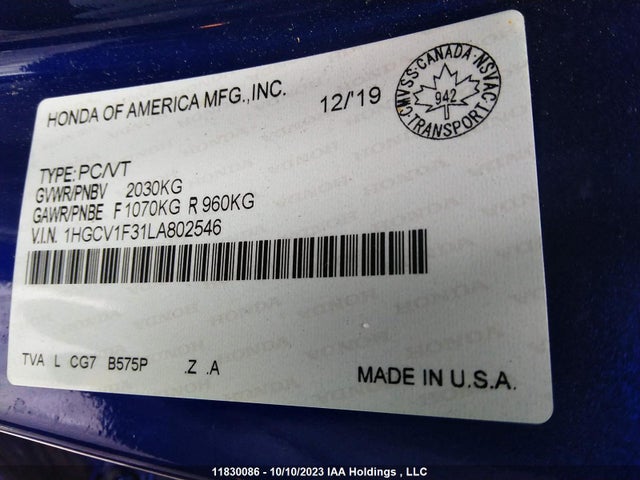 HONDA OF AMERICA MFG.,INC.
12/'19
CMVSS·CANADA·NSVAC
942
TRANSPORT
TYPE: PC/VT
GVWR/PNBV 2030KG
GAWR/PNBE F 1070KG R 960KG
V.I.N. 1HGCV1F31LA802546
TVA L CG7 B575P .Z .A
MADE IN U.S.A.
11830086 - 10/10/2023 IAA Holdings , LLC